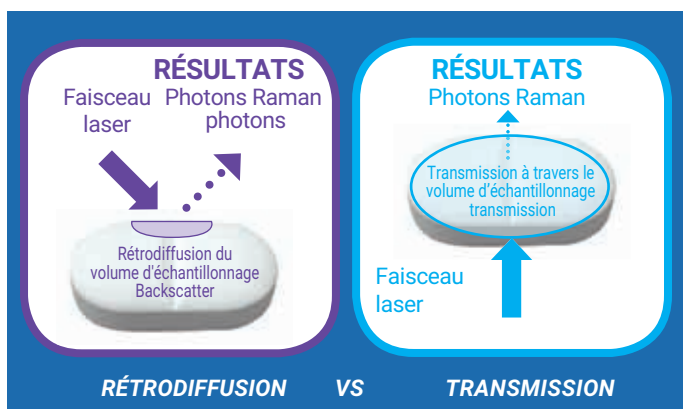 RÉSULTATS
Faisceau
laser
Photons Raman
photons
Rétrodiffusion du
volume d'échantillonnage
Backscatter
RÉSULTATS
Photons Raman
Transmission à travers le
volume d'échantillonnage
transmission
Faisceau
laser
RÉTRODIFFUSION VS TRANSMISSION